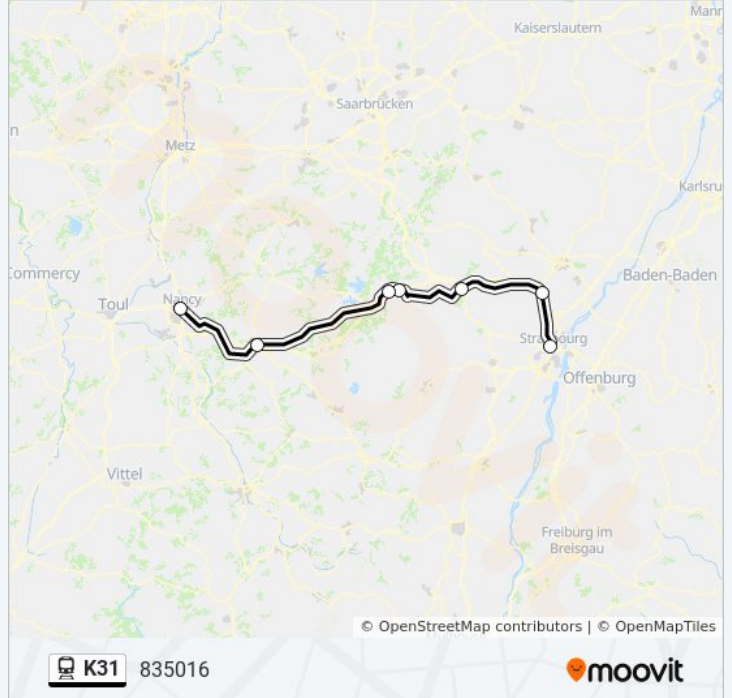 Mann
Kaiserslautern
Saarbrücken
n
Metz
Karlsru
Commercy
Baden-Baden
Toul
Nancy
Strasbourg
Offenburg
Vittel
Freiburg im
Breisgau
© OpenStreetMap contributors | © OpenMapTiles
K31 835016
moovit